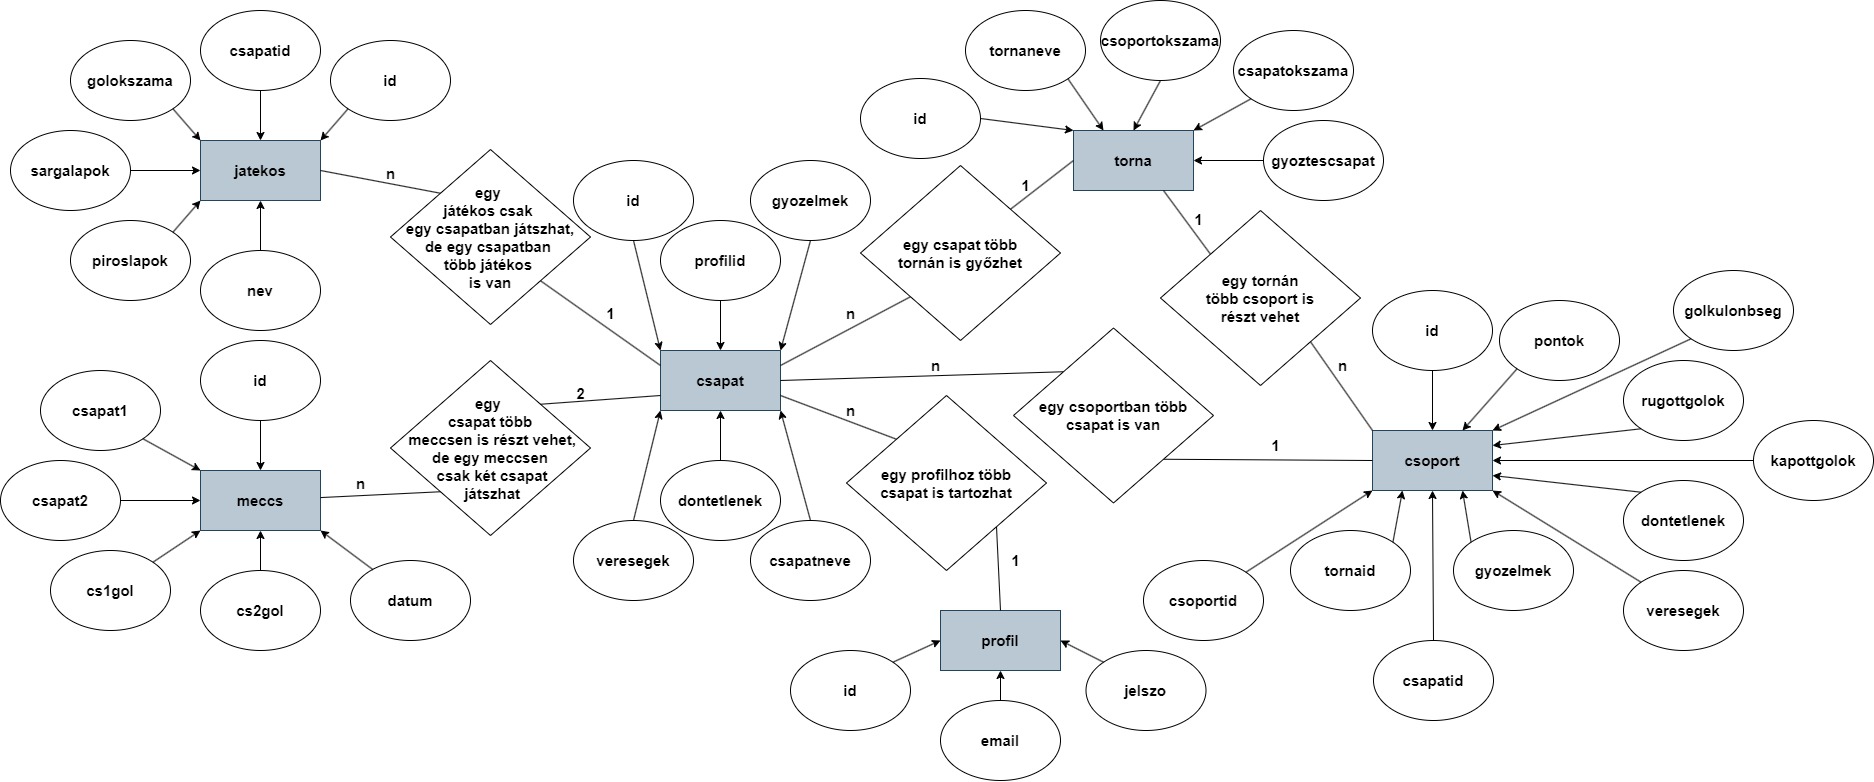 csapatid
golokszama
id
sargalapok
jatekos
piroslapok
nev
n
egy
játékos csak
egy csapatban játszhat,
de egy csapatban
több játékos
is van
1
id
profilid
gyozelmek
csapat
veresegek
dontetlenek
csapatneve
id
csapat1
csapat2
meccs
cs1gol
cs2gol
datum
n
egy
csapat több
meccsen is részt vehet,
de egy meccsen
csak két csapat
játszhat
2
tornaneve
csoportokszama
csapatokszama
id
torna
gyoztescsapat
1
egy csapat több
tornán is győzhet
n
1
egy tornán
több csoport is
részt vehet
n
n
egy csoportban több
csapat is van
1
n
egy profilhoz több
csapat is tartozhat
1
profil
id
email
jelszo
id
pontok
golkulonbseg
rugottgolok
csoport
kapottgolok
dontetlenek
csoportid
tornaid
gyozelmek
veresegek
csapatid